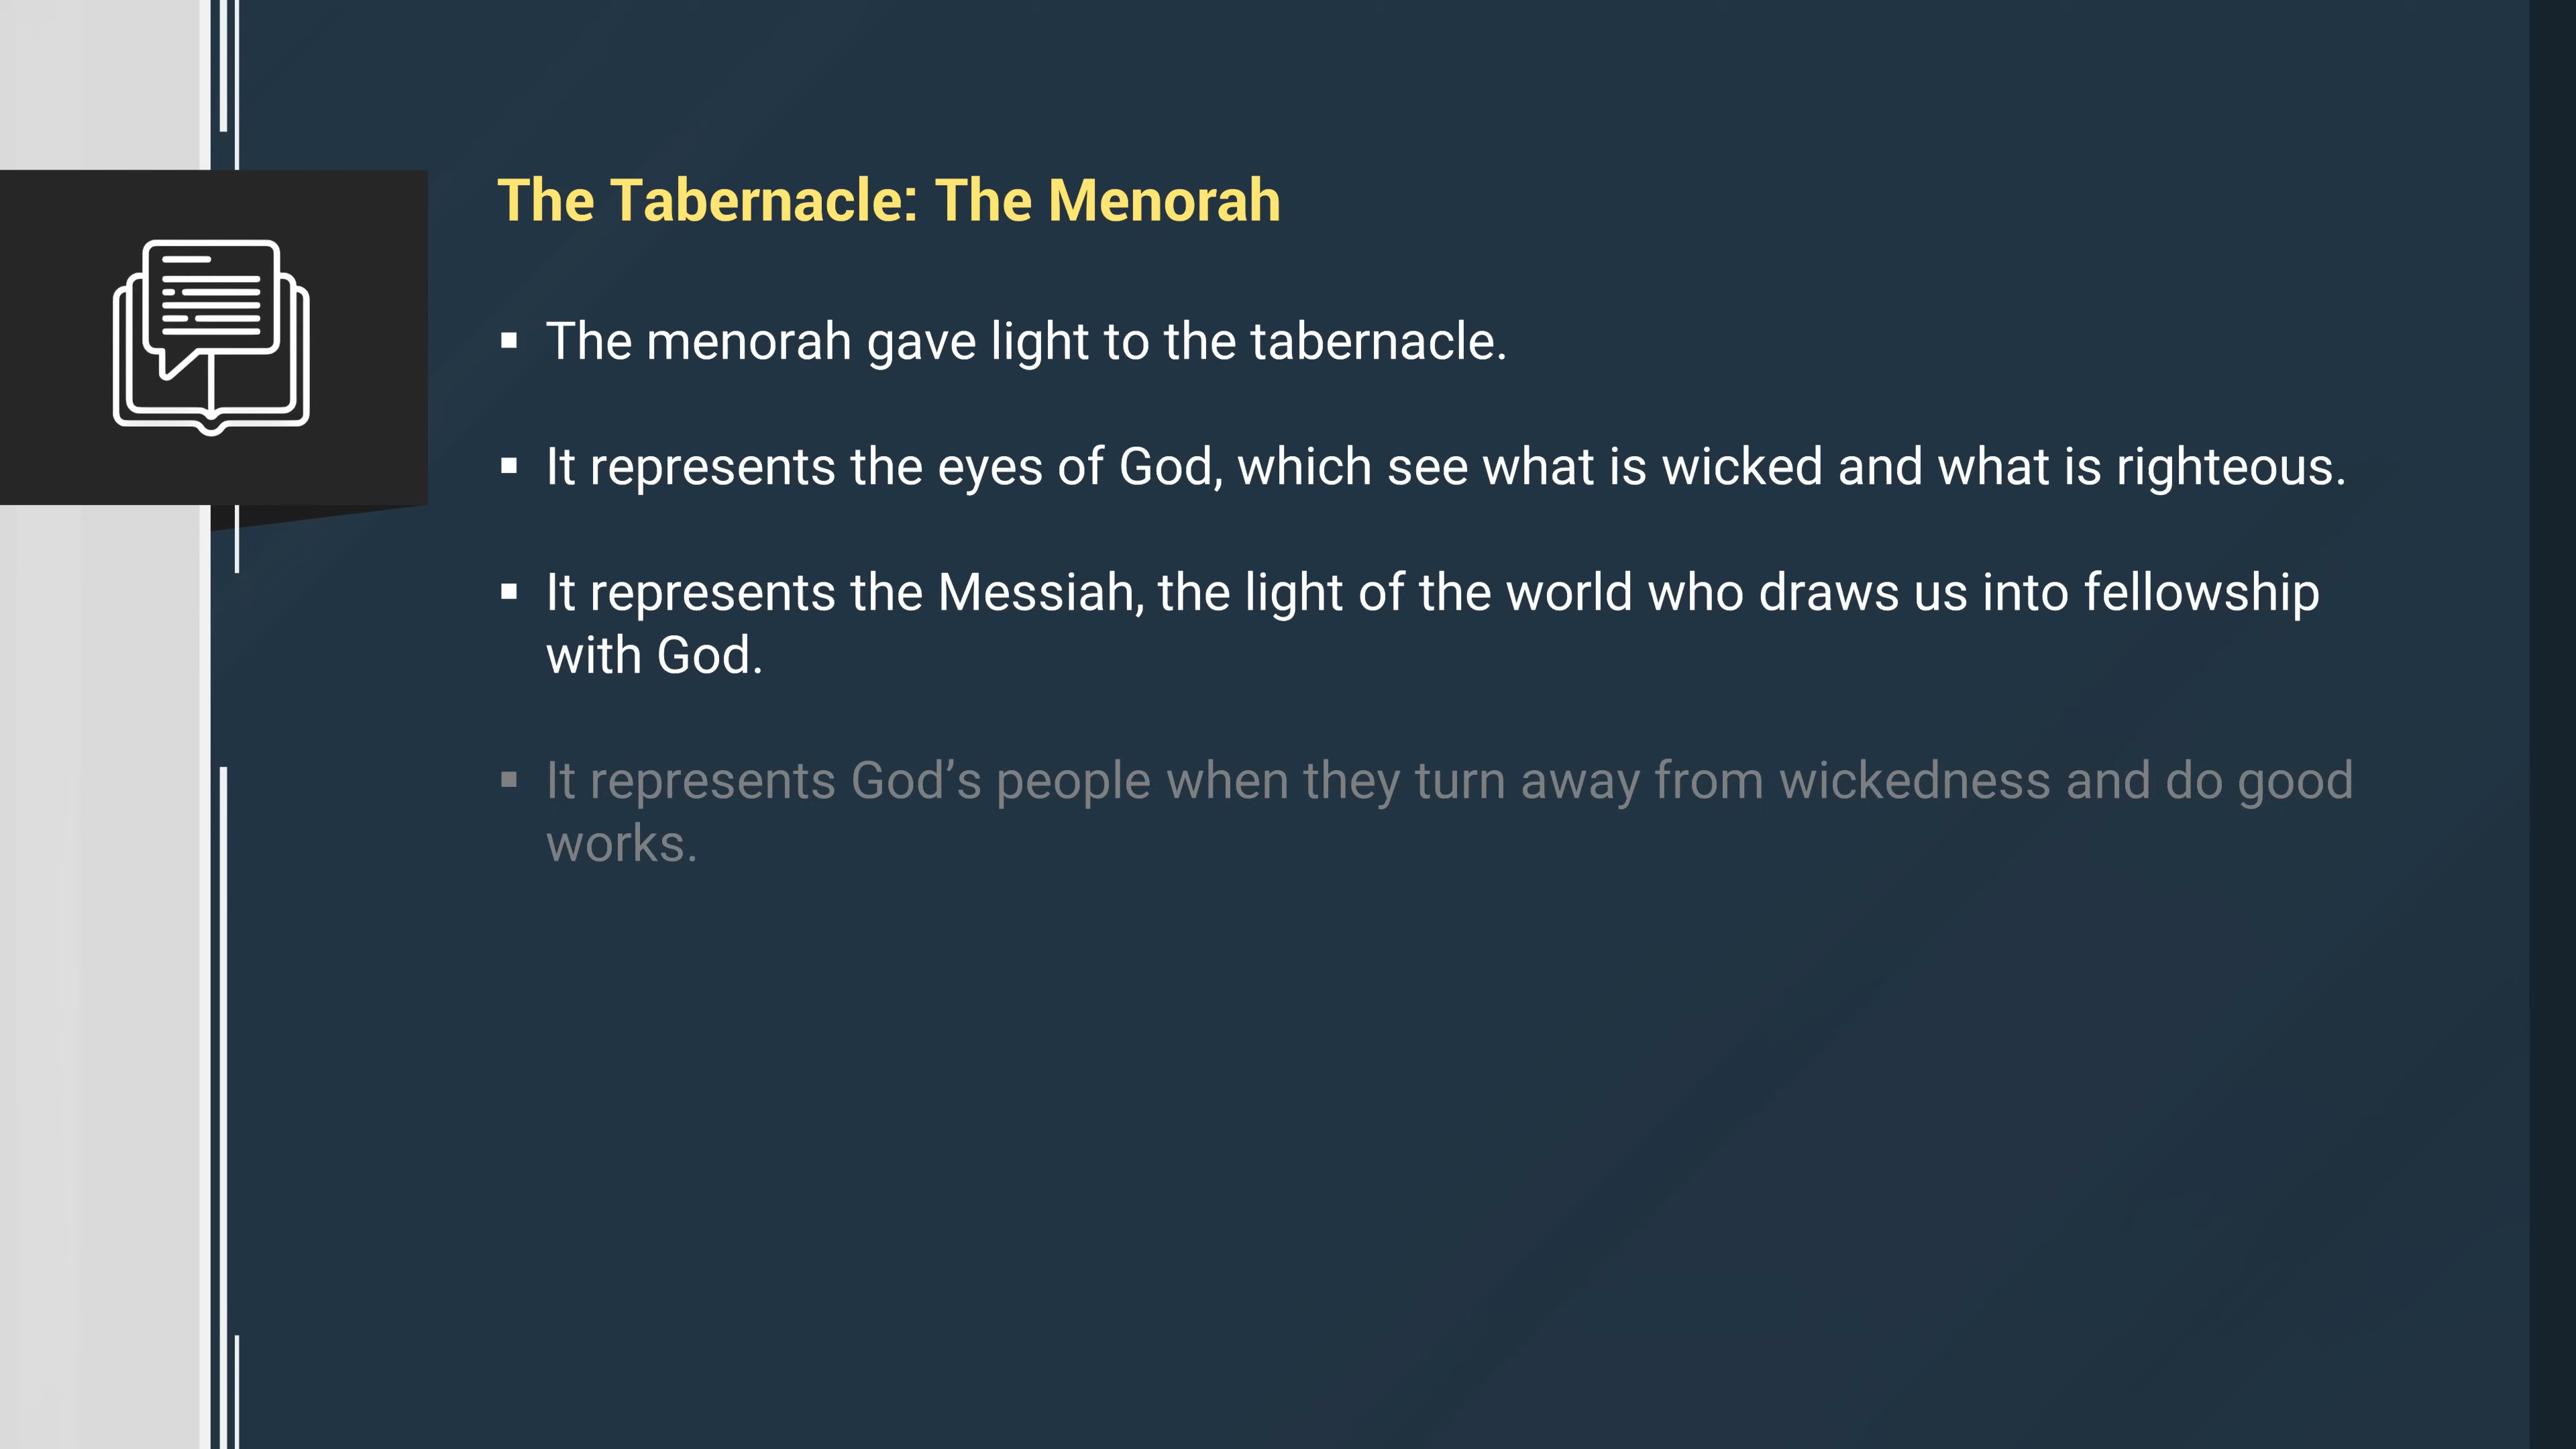 The Tabernacle: The Menorah
▪ The menorah gave light to the tabernacle.
▪ It represents the eyes of God, which see what is wicked and what is righteous.
▪ It represents the Messiah, the light of the world who draws us into fellowship
with God.
▪ It represents God’s people when they turn away from wickedness and do good
works.